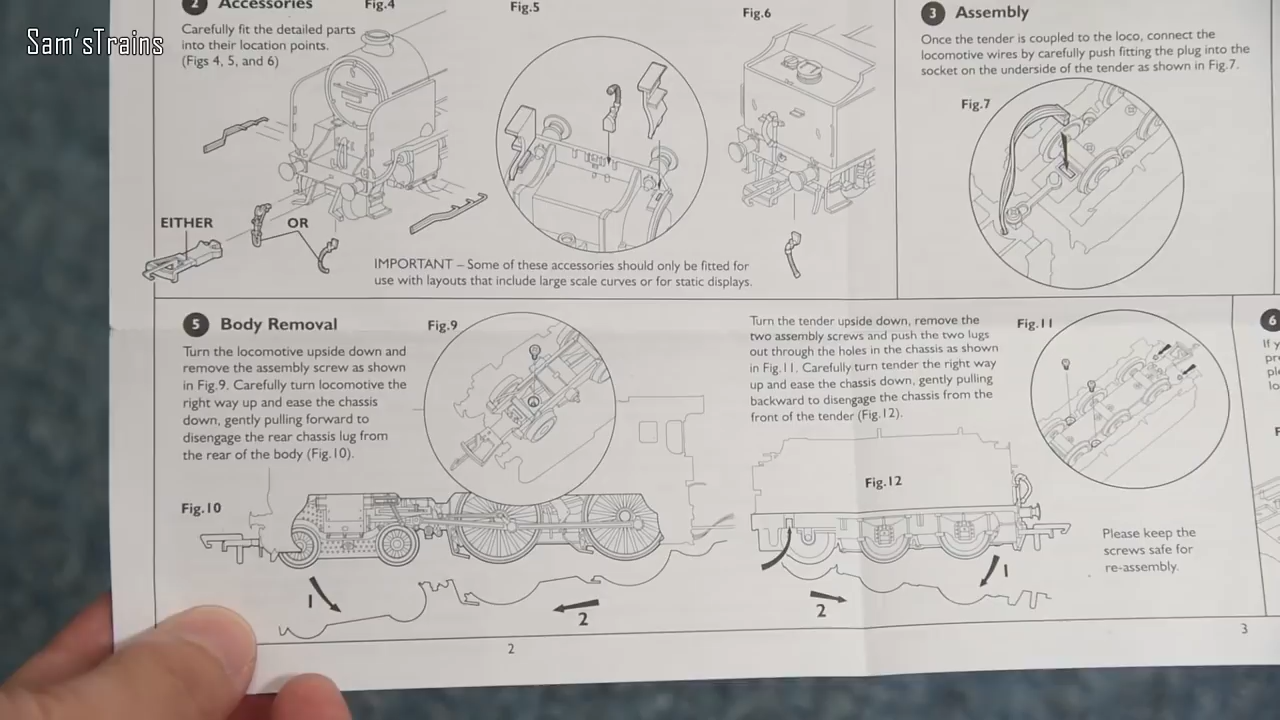 Sam'sTrains
2 Accessories
Carefully fit the detailed parts
into their location points.
(Figs 4, 5, and 6)
Fig.4
Fig.5
Fig.6
EITHER
OR
IMPORTANT – Some of these accessories should only be fitted for
use with layouts that include large scale curves or for static displays.
3 Assembly
Once the tender is coupled to the loco, connect the
locomotive wires by carefully push fitting the plug into the
socket on the underside of the tender as shown in Fig.7.
Fig.7
5 Body Removal
Turn the locomotive upside down and
remove the assembly screw as shown
in Fig.9. Carefully turn locomotive the
right way up and ease the chassis
down, gently pulling forward to
disengage the rear chassis lug from
the rear of the body (Fig.10).
Fig.9
Fig.10
1
2
Turn the tender upside down, remove the
two assembly screws and push the two lugs
out through the holes in the chassis as shown
in Fig.11. Carefully turn tender the right way
up and ease the chassis down, gently pulling
backward to disengage the chassis from the
front of the tender (Fig.12).
Fig.11
Fig.12
1
2
Please keep the
screws safe for
re-assembly.
6
If
2
3